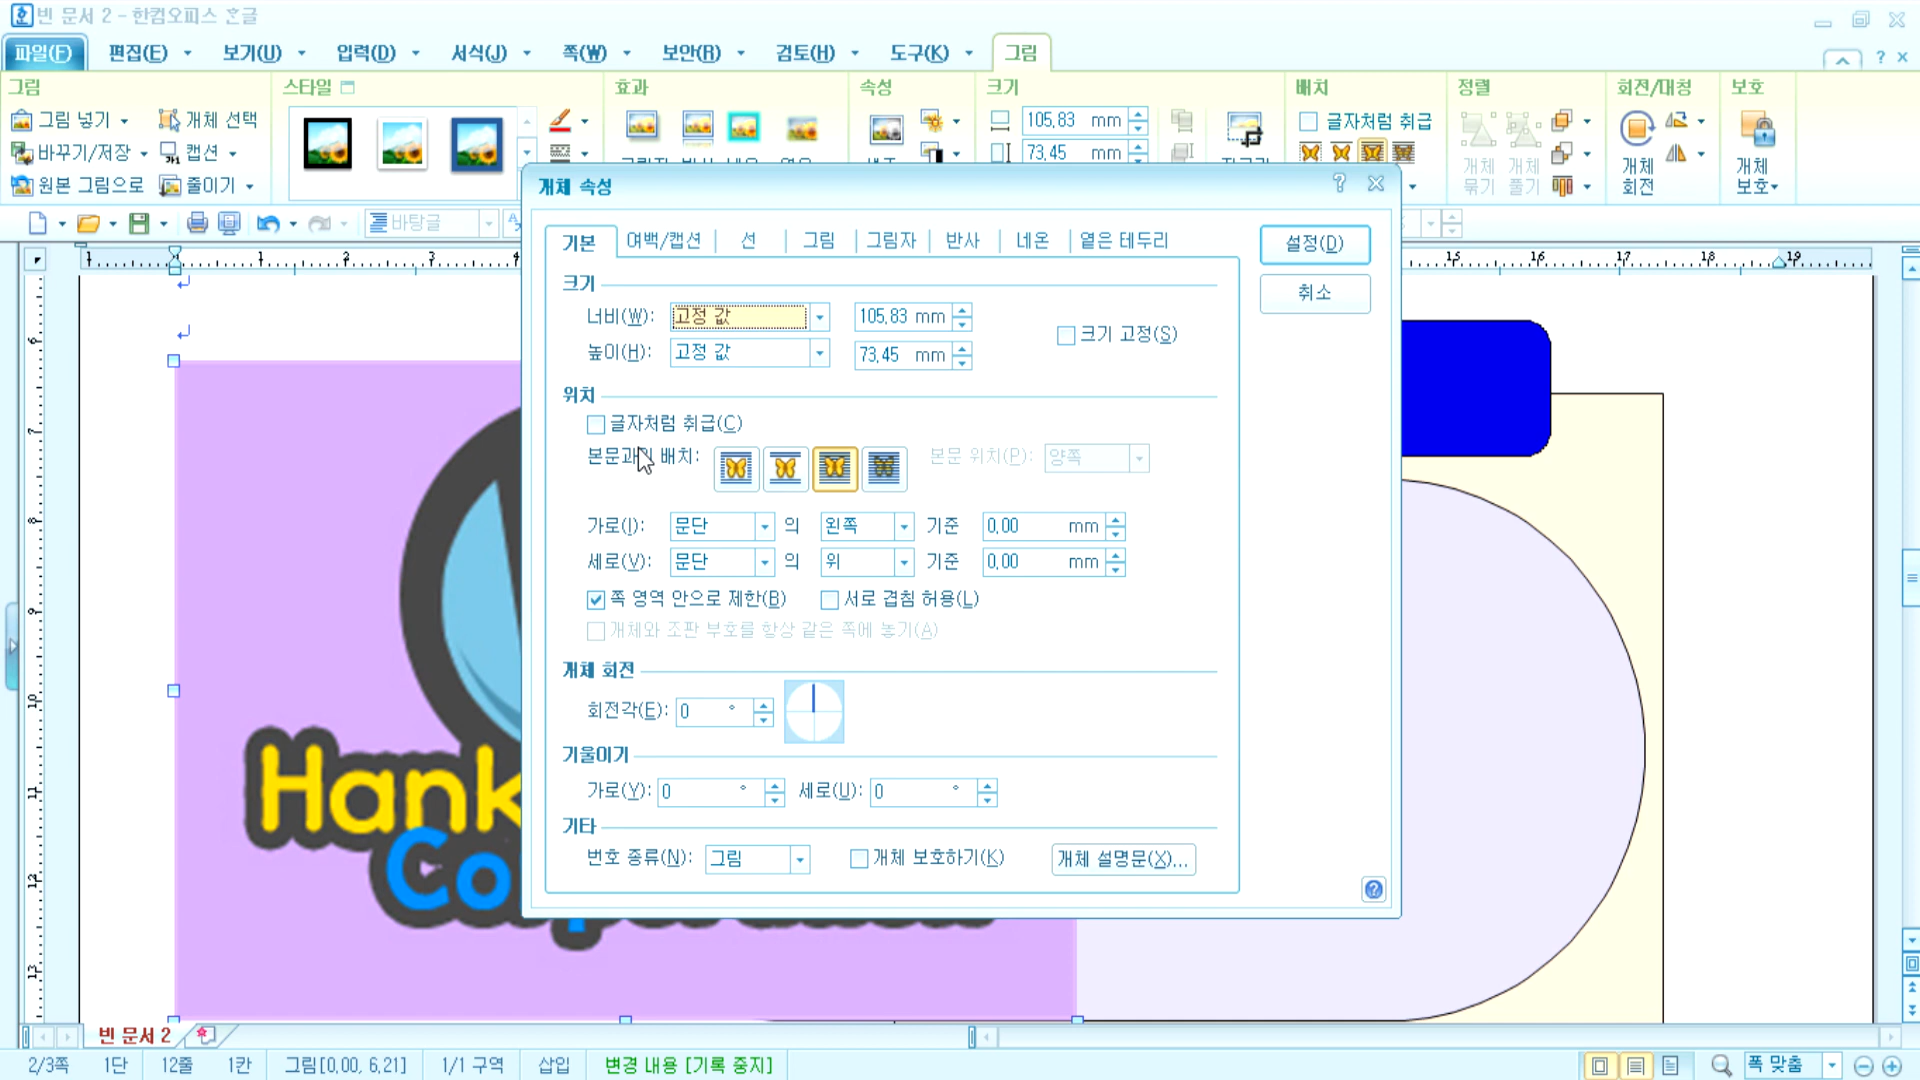 빈 문서 2 - 한컴오피스 한글
파일(F) 편집(E) 보기(U) 입력(D) 서식(J) 쪽(W) 보안(R) 검토(H) 도구(K) 그림
그림 스타일 효과 속성 크기 배치 정렬 회전/대칭 보호
그림 넣기 개체 선택 105,83 mm 글자처럼 취급
바꾸기/저장 캡션 73,45 mm
원본 그림으로 줄이기 개체 묶기 개체 풀기 개체 회전 개체 보호
바탕글
개체 속성
기본 여백/캡션 선 그림 그림자 반사 네온 옅은 테두리
설정(D)
취소
크기
너비(W): 고정 값 105,83 mm
높이(H): 고정 값 73,45 mm
크기 고정(S)
위치
글자처럼 취급(C)
본문과의 배치: 본문 위치(P): 양쪽
가로(I): 문단 의 왼쪽 기준 0,00 mm
세로(V): 문단 의 위 기준 0,00 mm
쪽 영역 안으로 제한(B) 서로 겹침 허용(L)
개체와 조판 부호를 항상 같은 쪽에 놓기(A)
개체 회전
회전각(E): 0 °
기울이기
가로(Y): 0 ° 세로(U): 0 °
기타
번호 종류(N): 그림 개체 보호하기(K) 개체 설명문(X)...
Hank
Co
빈 문서 2
2/3쪽 1단 12줄 1칸 그림[0,00, 6,21] 1/1 구역 삽입 변경 내용 [기록 중지] 폭 맞춤